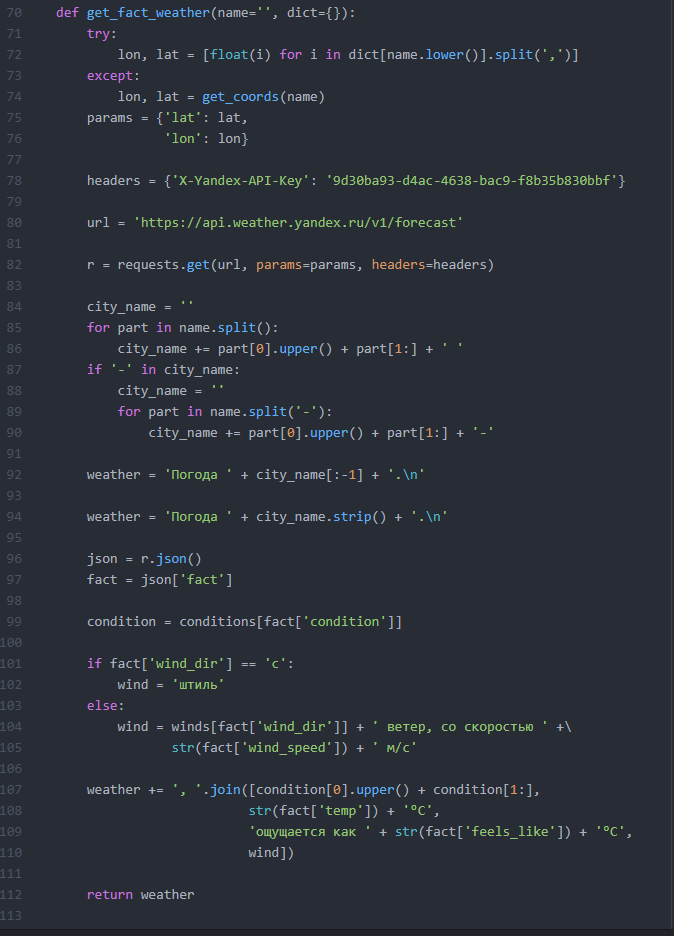 70 def get_fact_weather(name='', dict={}):
71 try:
72 lon, lat = [float(i) for i in dict[name.lower()].split(',')]
73 except:
74 lon, lat = get_coords(name)
75 params = {'lat': lat,
76 'lon': lon}
77
78 headers = {'X-Yandex-API-Key': '9d30ba93-d4ac-4638-bac9-f8b35b830bbf'}
79
80 url = 'https://api.weather.yandex.ru/v1/forecast'
81
82 r = requests.get(url, params=params, headers=headers)
83
84 city_name = ''
85 for part in name.split():
86 city_name += part[0].upper() + part[1:] + ' '
87 if '-' in city_name:
88 city_name = ''
89 for part in name.split('-'):
90 city_name += part[0].upper() + part[1:] + '-'
91
92 weather = 'Погода ' + city_name[:-1] + '.\n'
93
94 weather = 'Погода ' + city_name.strip() + '.\n'
95
96 json = r.json()
97 fact = json['fact']
98
99 condition = conditions[fact['condition']]
100
101 if fact['wind_dir'] == 'c':
102 wind = 'штиль'
103 else:
104 wind = winds[fact['wind_dir']] + ' ветер, со скоростью ' +\
105 str(fact['wind_speed']) + ' м/с'
106
107 weather += ', '.join([condition[0].upper() + condition[1:],
108 str(fact['temp']) + '°C',
109 'ощущается как ' + str(fact['feels_like']) + '°C',
110 wind])
111
112 return weather
113